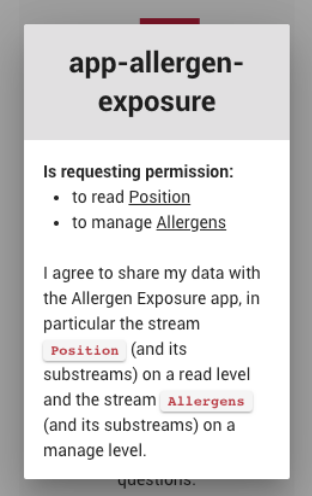 app-allergen-
exposure
Is requesting permission:
• to read Position
• to manage Allergens
I agree to share my data with
the Allergen Exposure app, in
particular the stream
Position (and its
substreams) on a read level
and the stream Allergens
(and its substreams) on a
manage level.
questions: